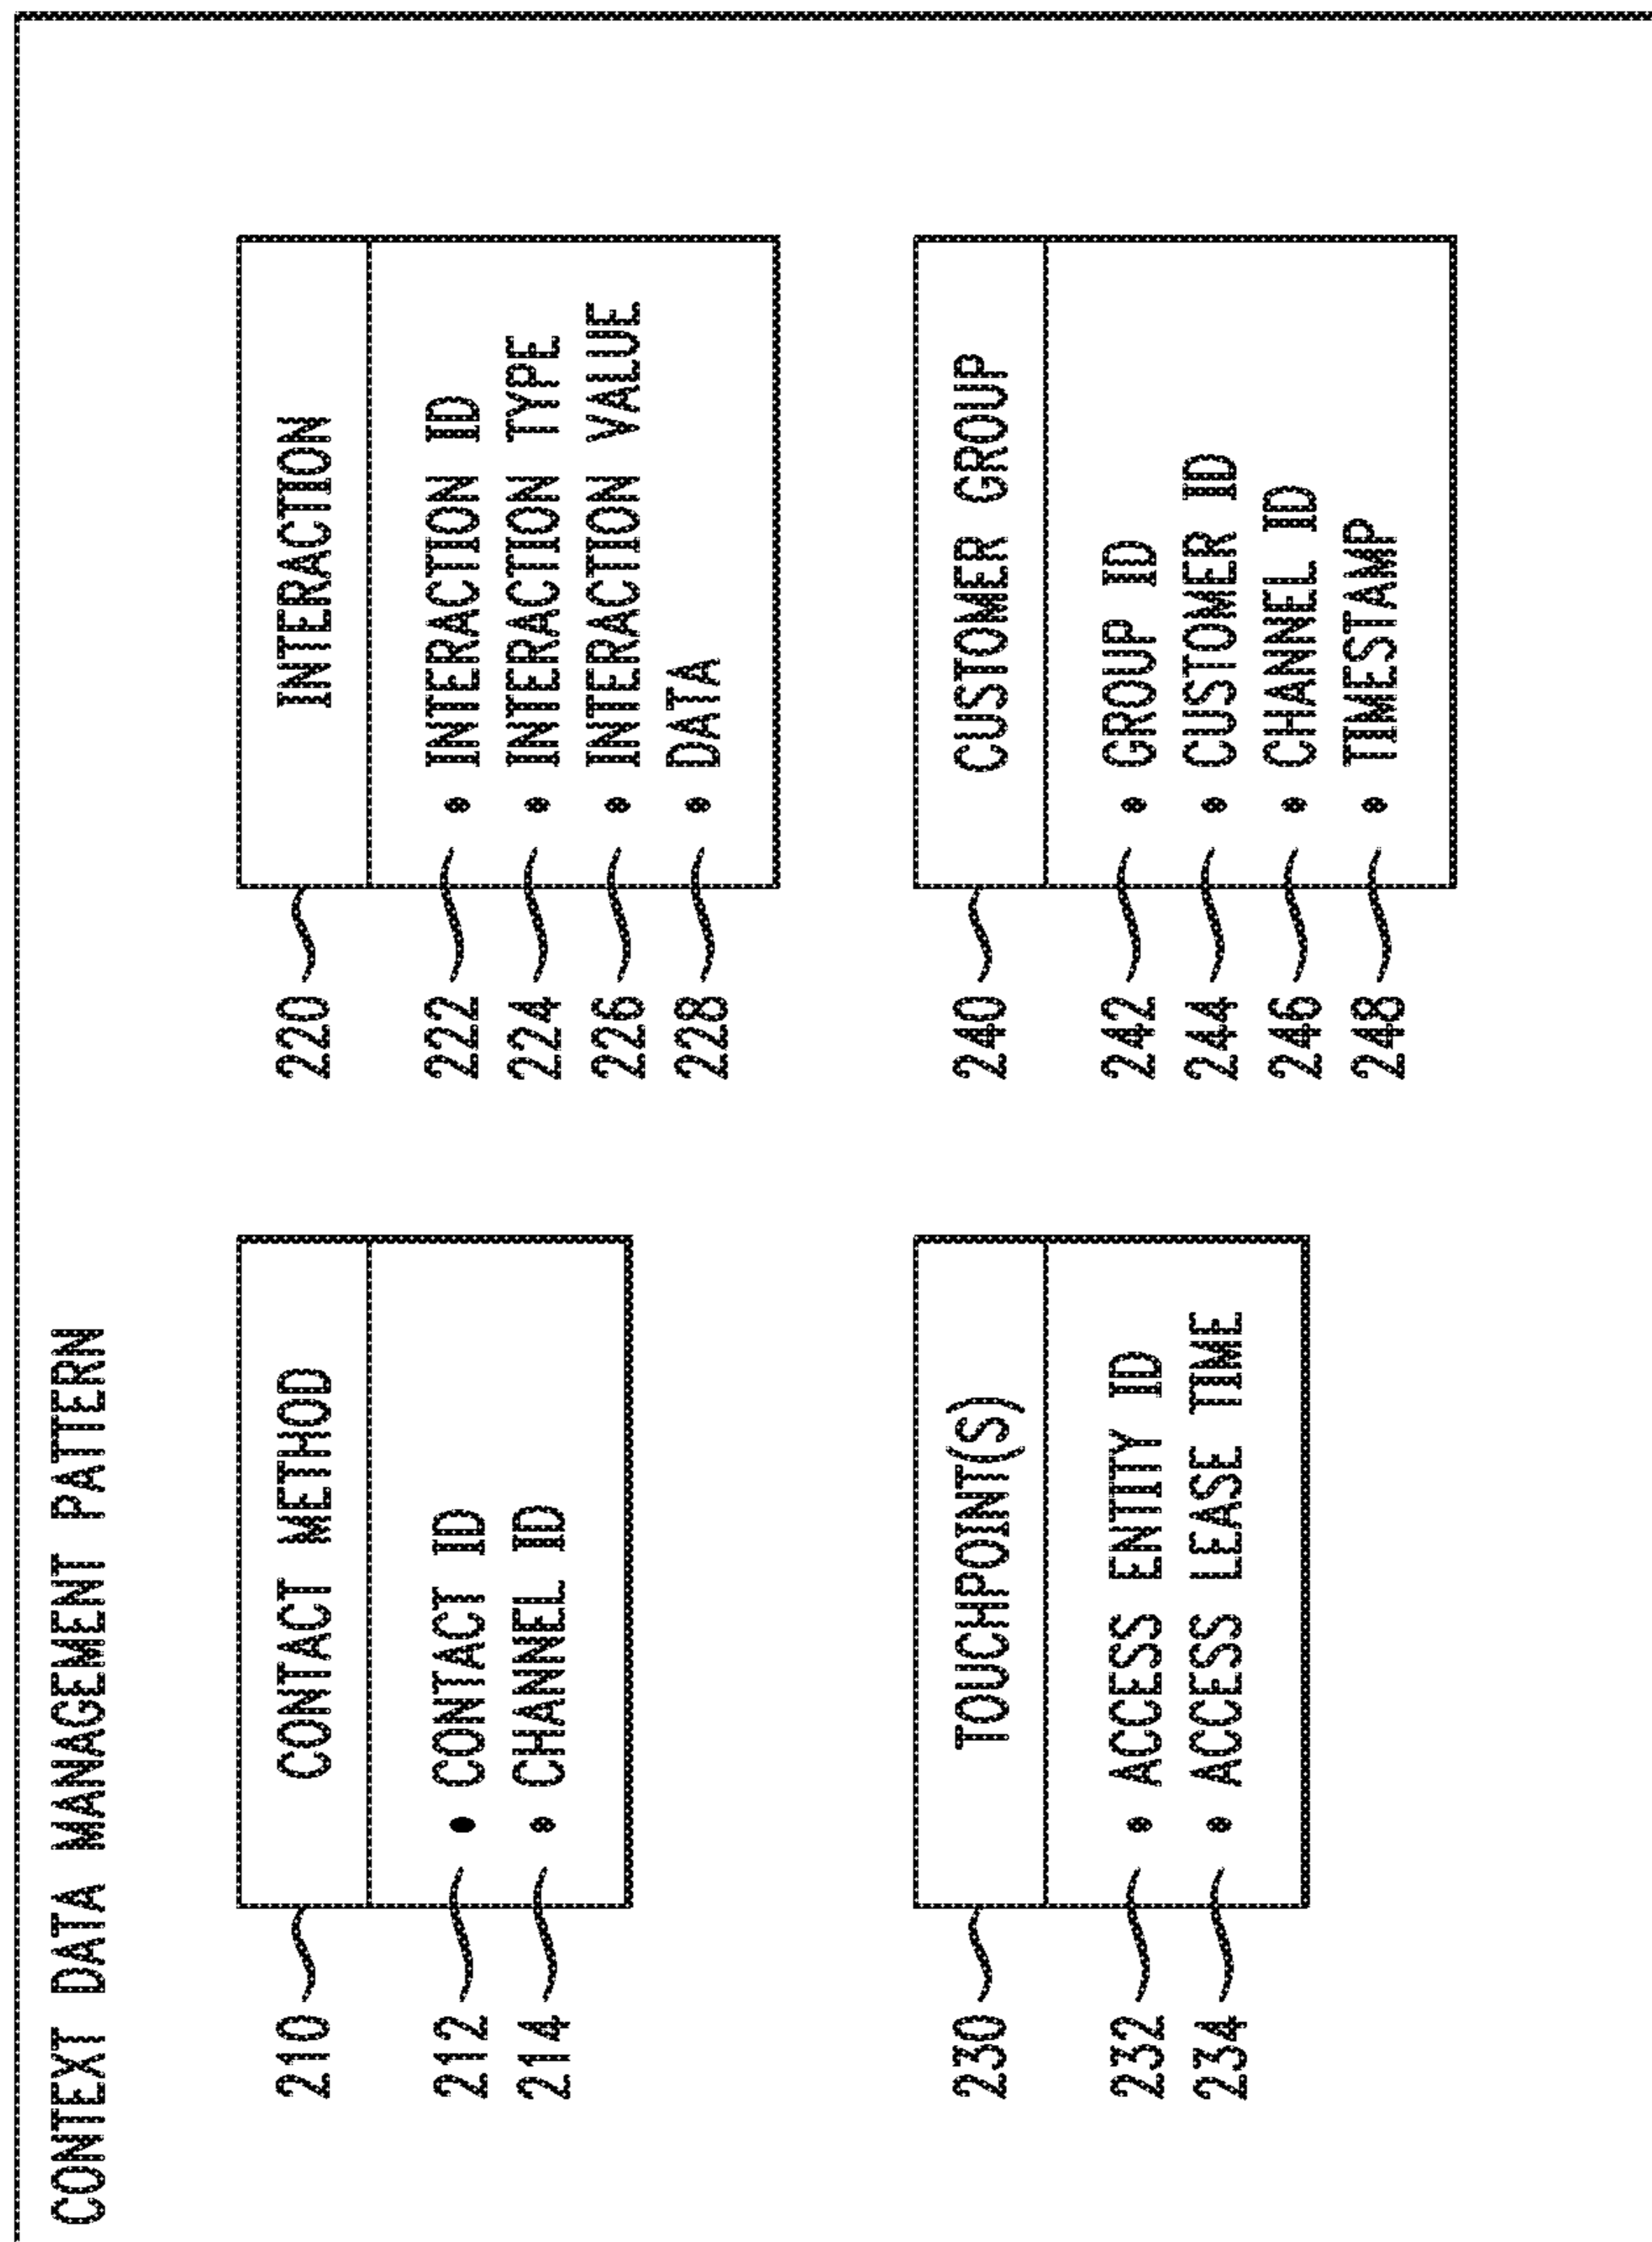 CONTEXT DATA MANAGEMENT PATTERN
210 CONTACT METHOD
212 • CONTACT ID
214 • CHANNEL ID
220 INTERACTION
222 • INTERACTION ID
224 • INTERACTION TYPE
226 • INTERACTION VALUE
228 • DATA
230 TOUCHPOINT(S)
232 • ACCESS ENTITY ID
234 • ACCESS LEASE TIME
240 CUSTOMER GROUP
242 • GROUP ID
244 • CUSTOMER ID
246 • CHANNEL ID
248 • TIMESTAMP